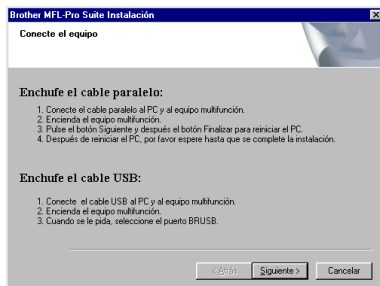 Brother MFL-Pro Suite Instalación
Conecte el equipo
Enchufe el cable paralelo:
1. Conecte el cable paralelo al PC y al equipo multifunción.
2. Encienda el equipo multifunción.
3. Pulse el botón Siguiente y después el botón Finalizar para reiniciar el PC.
4. Después de reiniciar el PC, por favor espere hasta que se complete la instalación.
Enchufe el cable USB:
1. Conecte el cable USB al PC y al equipo multifunción.
2. Encienda el equipo multifunción.
3. Cuando se le pida, seleccione el puerto BRUSB.
< Atrás Siguiente > Cancelar